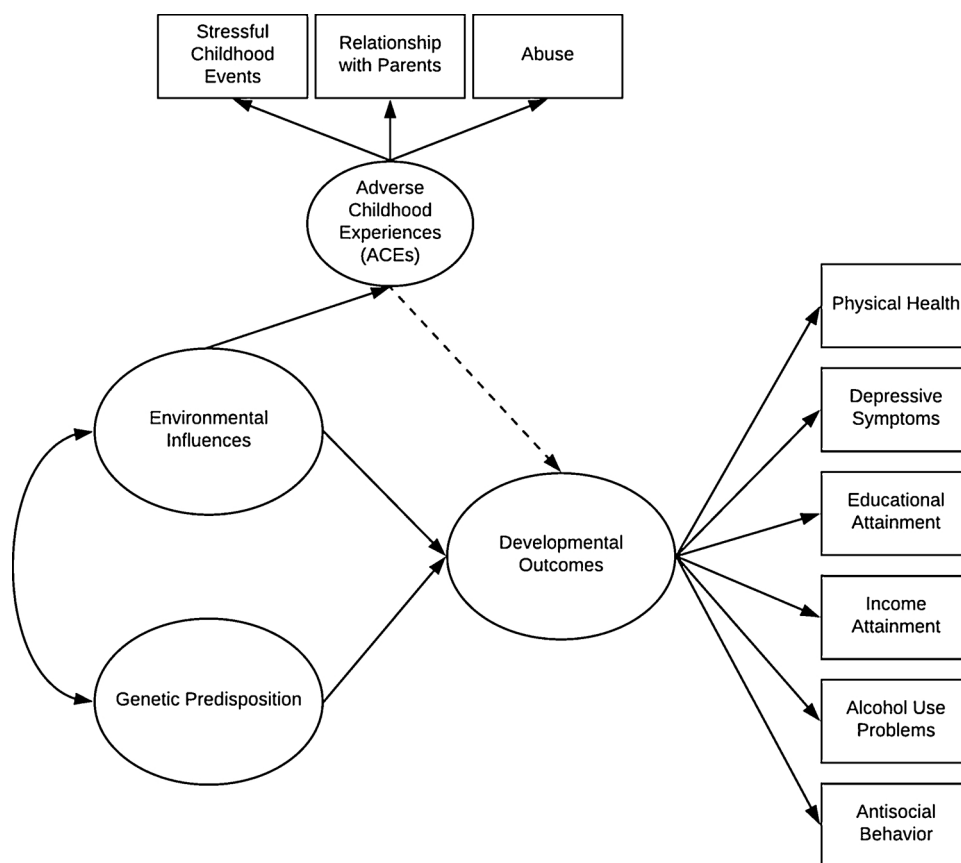 Stressful
Childhood
Events
Relationship
with Parents
Abuse
Adverse
Childhood
Experiences
(ACEs)
Environmental
Influences
Genetic Predisposition
Developmental
Outcomes
Physical Health
Depressive
Symptoms
Educational
Attainment
Income
Attainment
Alcohol Use
Problems
Antisocial
Behavior